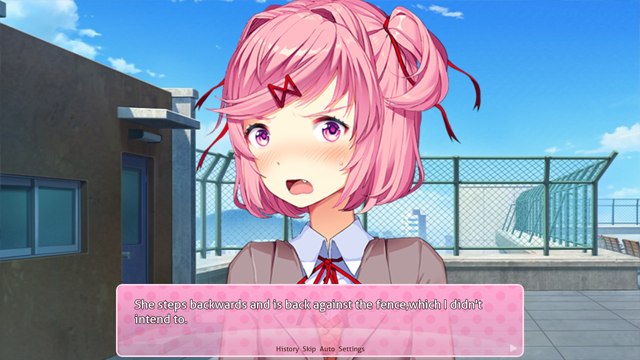 She steps backwards and is back against the fence,which I didn't
intend to.
History Skip Auto Settings